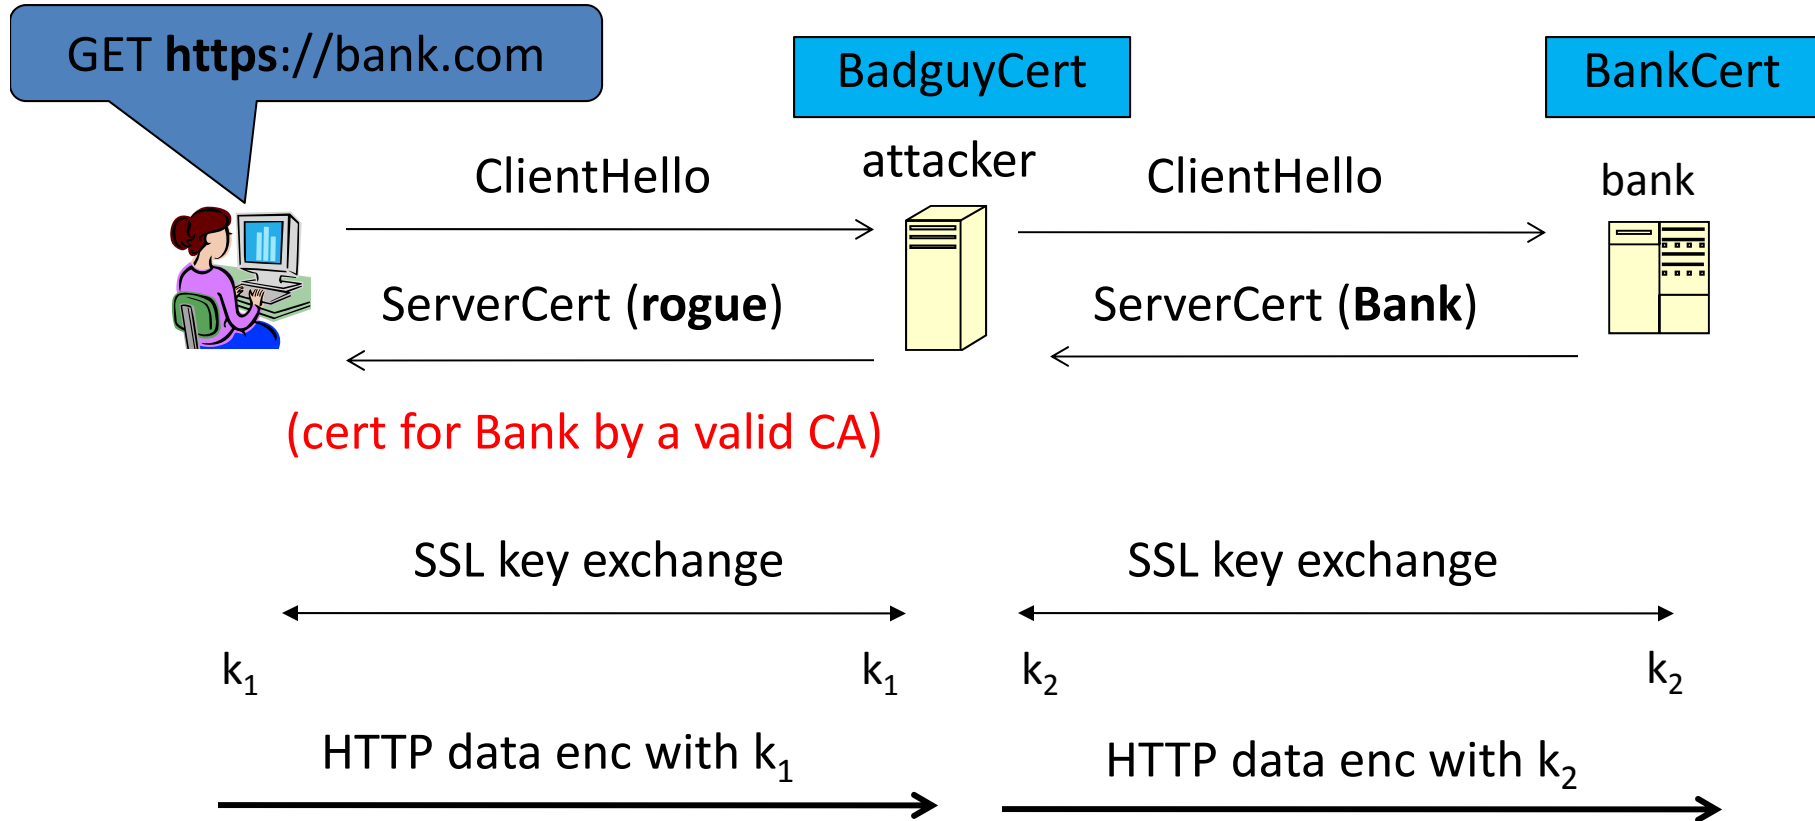 GET https://bank.com
BadguyCert
BankCert
attacker
bank
ClientHello
ClientHello
ServerCert (rogue)
ServerCert (Bank)
(cert for Bank by a valid CA)
SSL key exchange
SSL key exchange
k₁
k₁
k₂
k₂
HTTP data enc with k₁
HTTP data enc with k₂